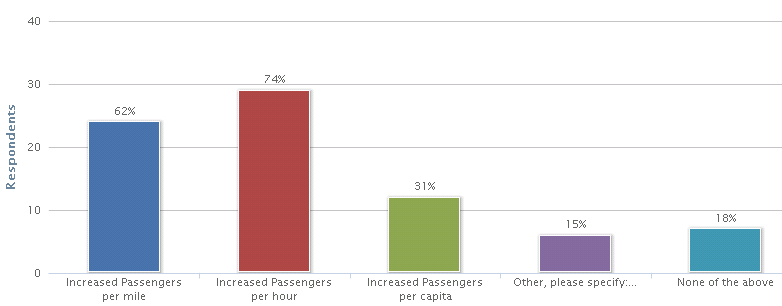 40
30
20
10
0
Respondents
62%
74%
31%
15%
18%
Increased Passengers
per mile
Increased Passengers
per hour
Increased Passengers
per capita
Other, please specify:...
None of the above